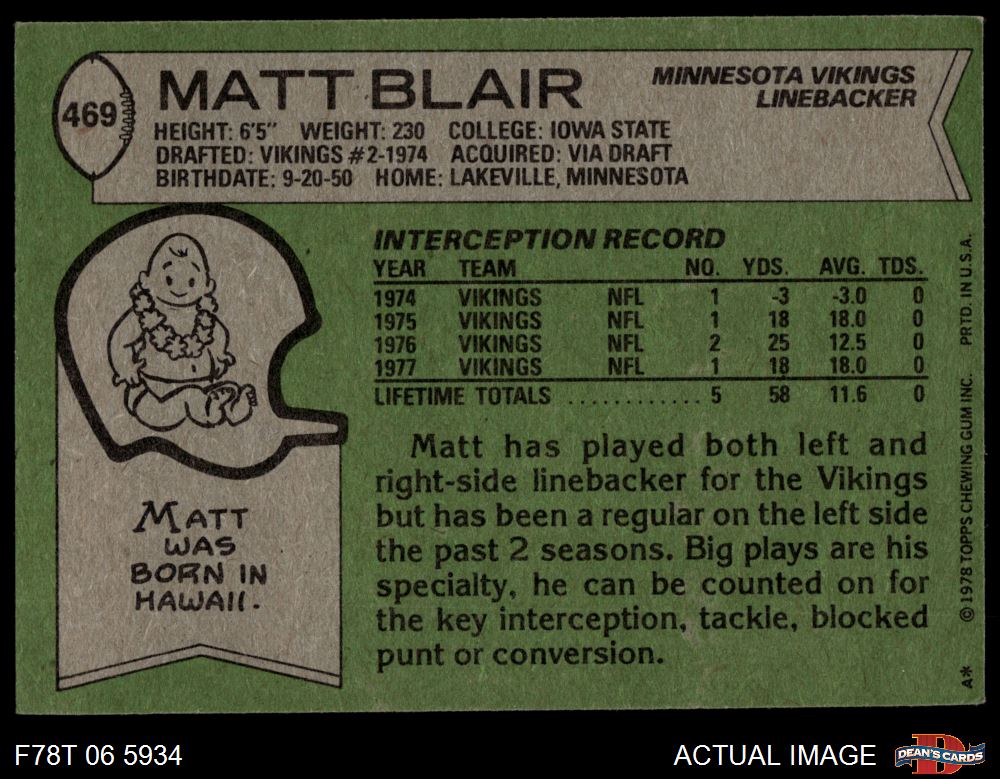 469
MATT BLAIR
MINNESOTA VIKINGS
LINEBACKER
HEIGHT: 6'5" WEIGHT: 230 COLLEGE: IOWA STATE
DRAFTED: VIKINGS #2-1974 ACQUIRED: VIA DRAFT
BIRTHDATE: 9-20-50 HOME: LAKEVILLE, MINNESOTA
INTERCEPTION RECORD
YEAR TEAM NO. YDS. AVG. TDS.
1974 VIKINGS NFL 1 -3 -3.0 0
1975 VIKINGS NFL 1 18 18.0 0
1976 VIKINGS NFL 2 25 12.5 0
1977 VIKINGS NFL 1 18 18.0 0
LIFETIME TOTALS ............ 5 58 11.6 0
Matt has played both left and
right-side linebacker for the Vikings
but has been a regular on the left side
the past 2 seasons. Big plays are his
specialty, he can be counted on for
the key interception, tackle, blocked
punt or conversion.
MATT
WAS
BORN IN
HAWAII.
A* © 1978 TOPPS CHEWING GUM INC. PRTD. IN U.S.A.
F78T 06 5934
ACTUAL IMAGE
D
DEAN'S CARDS